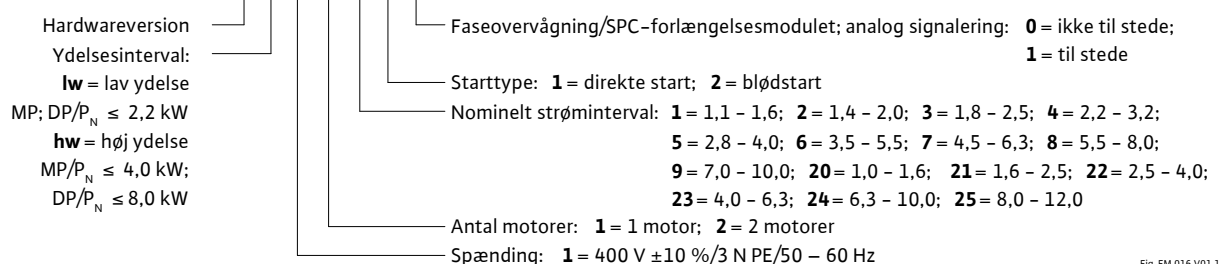 Hardwareversion
Ydelsesinterval:
lw = lav ydelse
MP; DP/P_N ≤ 2,2 kW
hw = høj ydelse
MP/P_N ≤ 4,0 kW;
DP/P_N ≤ 8,0 kW
Faseovervågning/SPC-forlængelsesmodulet; analog signalering: 0 = ikke til stede;
1 = til stede
Starttype: 1 = direkte start; 2 = blødstart
Nominelt strøminterval: 1 = 1,1 – 1,6; 2 = 1,4 – 2,0; 3 = 1,8 – 2,5; 4 = 2,2 – 3,2;
5 = 2,8 – 4,0; 6 = 3,5 – 5,5; 7 = 4,5 – 6,3; 8 = 5,5 – 8,0;
9 = 7,0 – 10,0; 20 = 1,0 – 1,6; 21 = 1,6 – 2,5; 22 = 2,5 – 4,0;
23 = 4,0 – 6,3; 24 = 6,3 – 10,0; 25 = 8,0 – 12,0
Antal motorer: 1 = 1 motor; 2 = 2 motorer
Spænding: 1 = 400 V ±10 %/3 N PE/50 – 60 Hz